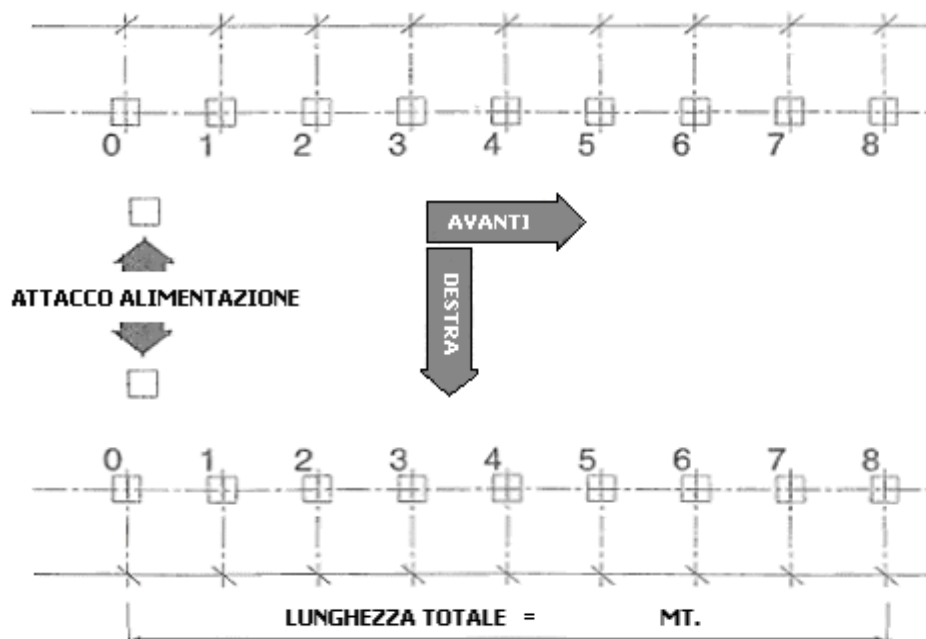 0 1 2 3 4 5 6 7 8
AVANTI
DESTRA
ATTACCO ALIMENTAZIONE
0 1 2 3 4 5 6 7 8
LUNGHEZZA TOTALE = MT.